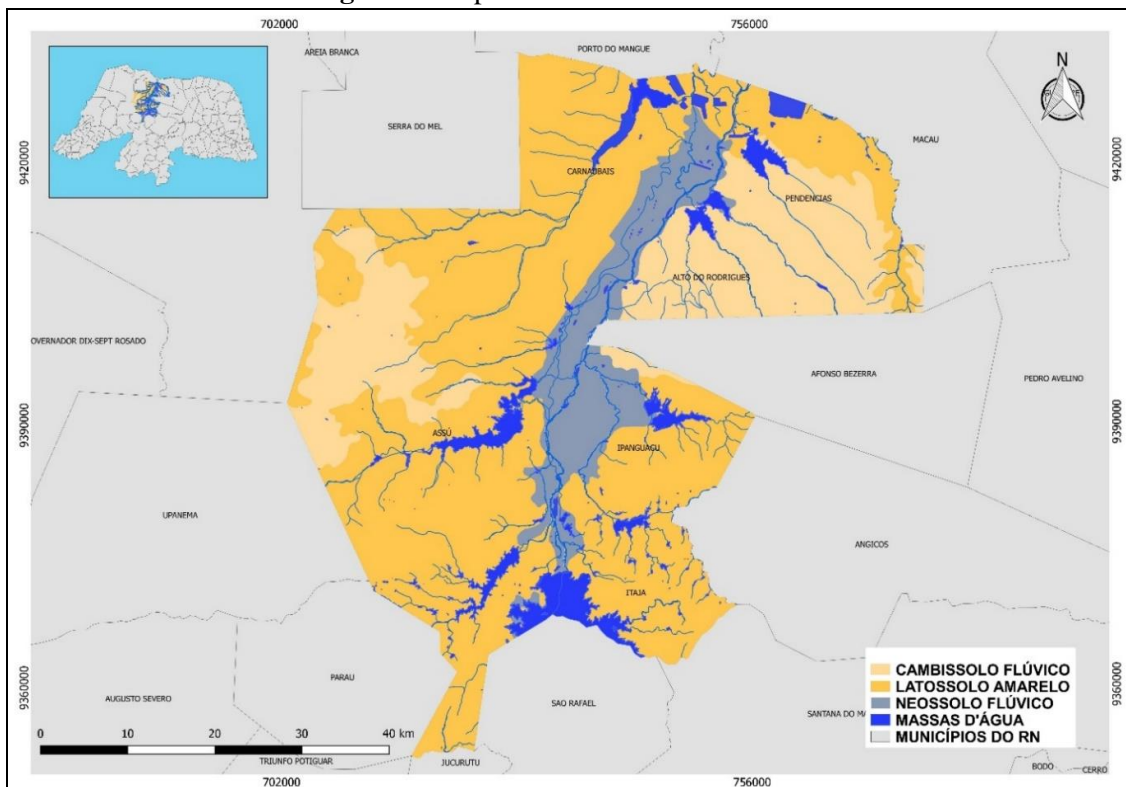 702000
756000
AREIA BRANCA
PORTO DO MANGUE
N
SERRA DO MEL
MACAU
9420000
9420000
CARNAUBAIS
PENDENCIAS
ALTO DO RODRIGUES
OVERNADOR DIX-SEPT ROSADO
AFONSO BEZERRA
PEDRO AVELINO
9390000
9390000
ASSÚ
IPANGUAGU
UPANEMA
ANGICOS
ITAJA
PARAU
AUGUSTO SEVERO
SAO RAFAEL
SANTANA DO MA
9360000
9360000
CAMBISSOLO FLÚVICO
LATOSSOLO AMARELO
NEOSSOLO FLÚVICO
MASSAS D'ÁGUA
MUNICÍPIOS DO RN
0 10 20 30 40 km
TRIUNFO POTIGUAR
JUCURUTU
BODO
CERRO
702000
756000